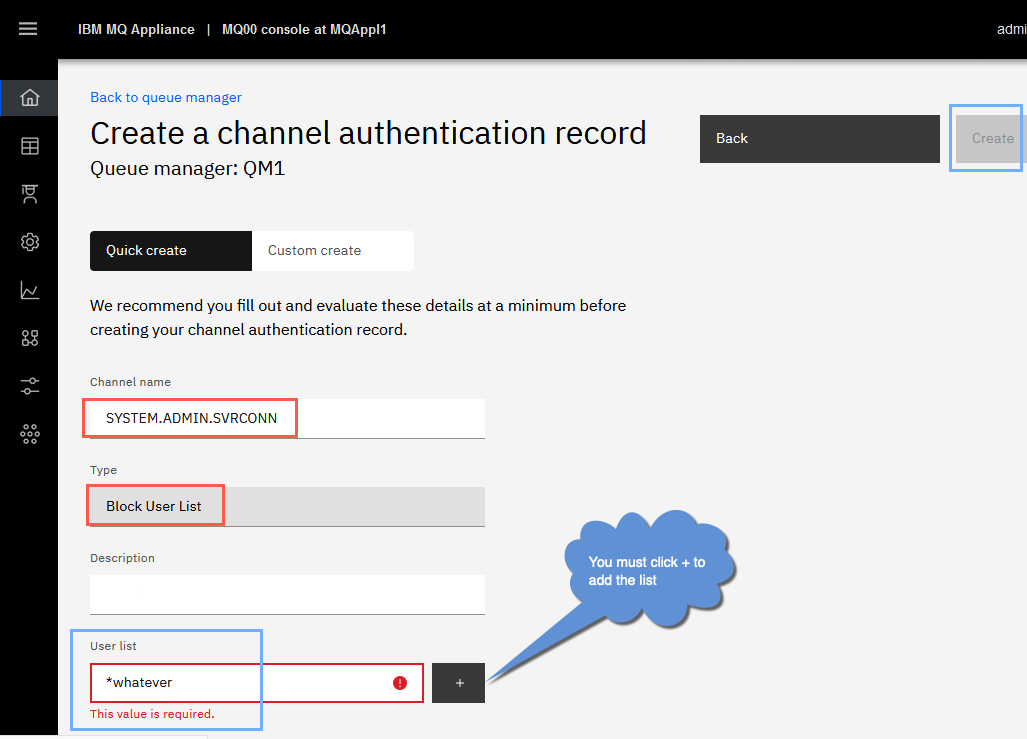 IBM MQ Appliance | MQ00 console at MQAppl1
admi
Back to queue manager
Create a channel authentication record
Queue manager: QM1
Back
Create
Quick create
Custom create
We recommend you fill out and evaluate these details at a minimum before
creating your channel authentication record.
Channel name
SYSTEM.ADMIN.SVRCONN
Type
Block User List
Description
You must click + to
add the list
User list
*whatever
+
This value is required.